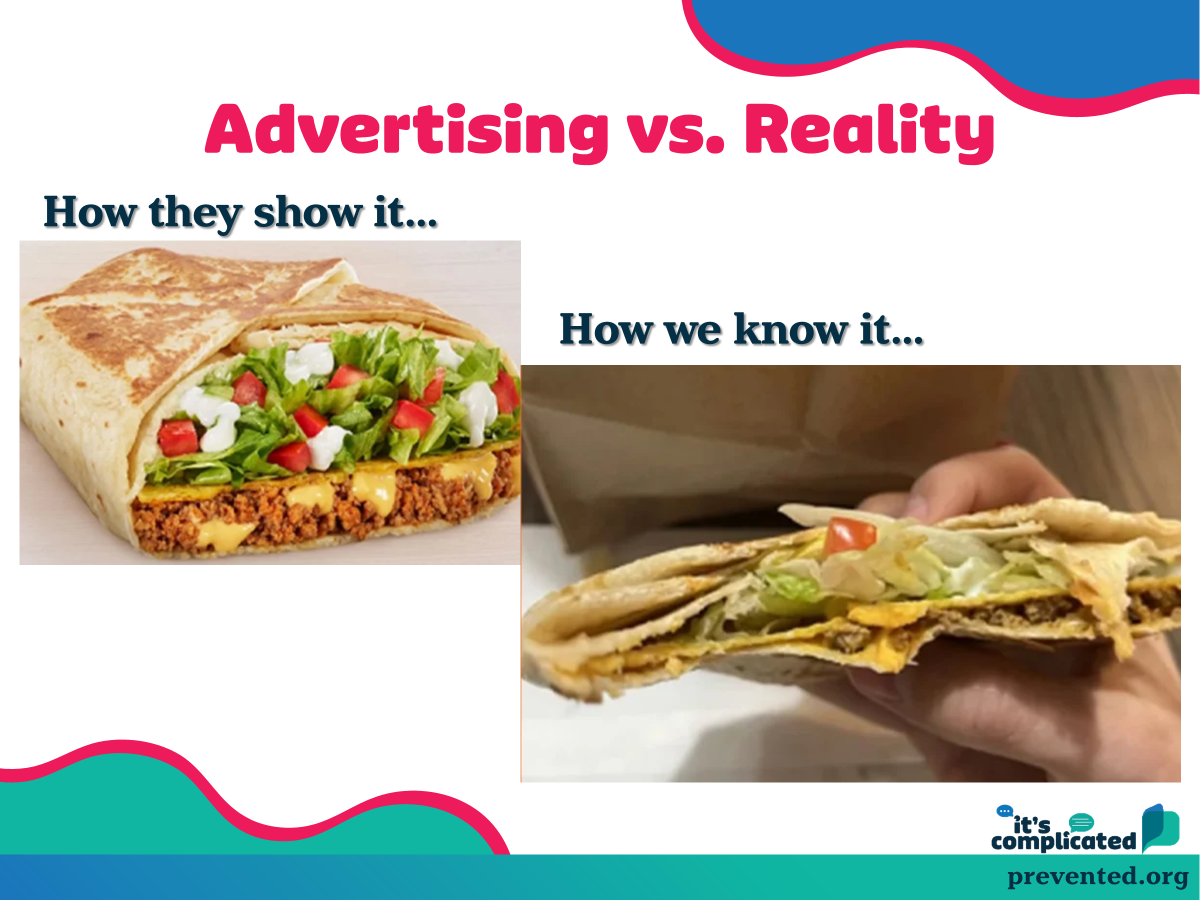 Advertising vs. Reality
How they show it...
How we know it...
it's
complicated
prevented.org